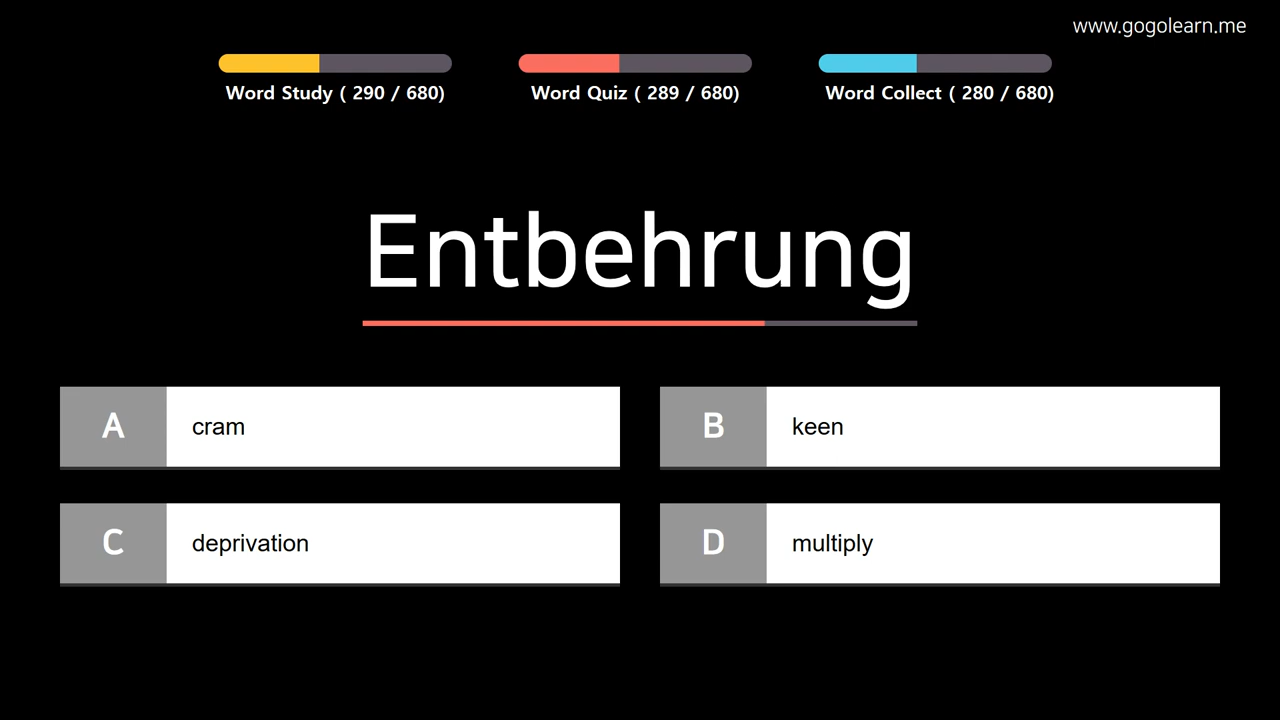 www.gogolearn.me
Word Study ( 290 / 680)
Word Quiz ( 289 / 680)
Word Collect ( 280 / 680)
Entbehrung
A
cram
B
keen
C
deprivation
D
multiply